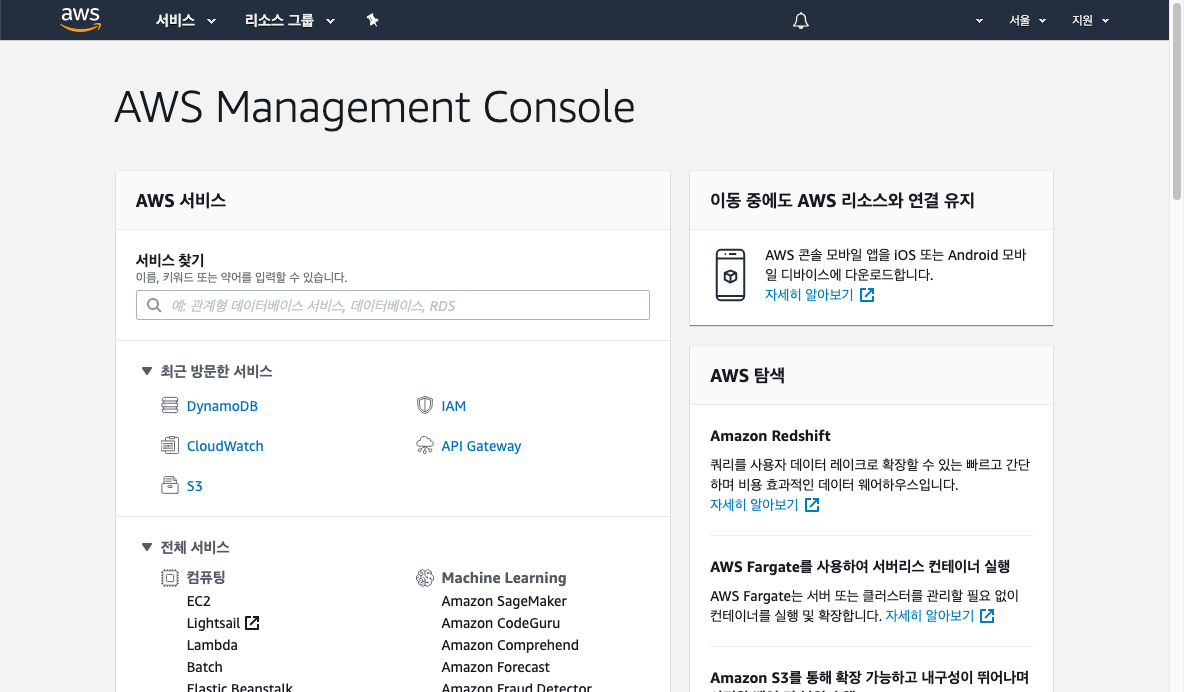 aws
서비스
리소스 그룹
서울
지원
AWS Management Console
AWS 서비스
서비스 찾기
이름, 키워드 또는 약어를 입력할 수 있습니다.
예: 관계형 데이터베이스 서비스, 데이터베이스, RDS
최근 방문한 서비스
DynamoDB
IAM
CloudWatch
API Gateway
S3
전체 서비스
컴퓨팅
EC2
Lightsail
Lambda
Batch
Elastic Beanstalk
Machine Learning
Amazon SageMaker
Amazon CodeGuru
Amazon Comprehend
Amazon Forecast
Amazon Fraud Detector
이동 중에도 AWS 리소스와 연결 유지
AWS 콘솔 모바일 앱을 iOS 또는 Android 모바
일 디바이스에 다운로드합니다.
자세히 알아보기
AWS 탐색
Amazon Redshift
쿼리를 사용자 데이터 레이크로 확장할 수 있는 빠르고 간단
하며 비용 효과적인 데이터 웨어하우스입니다.
자세히 알아보기
AWS Fargate를 사용하여 서버리스 컨테이너 실행
AWS Fargate는 서버 또는 클러스터를 관리할 필요 없이
컨테이너를 실행 및 확장합니다. 자세히 알아보기
Amazon S3를 통해 확장 가능하고 내구성이 뛰어나며